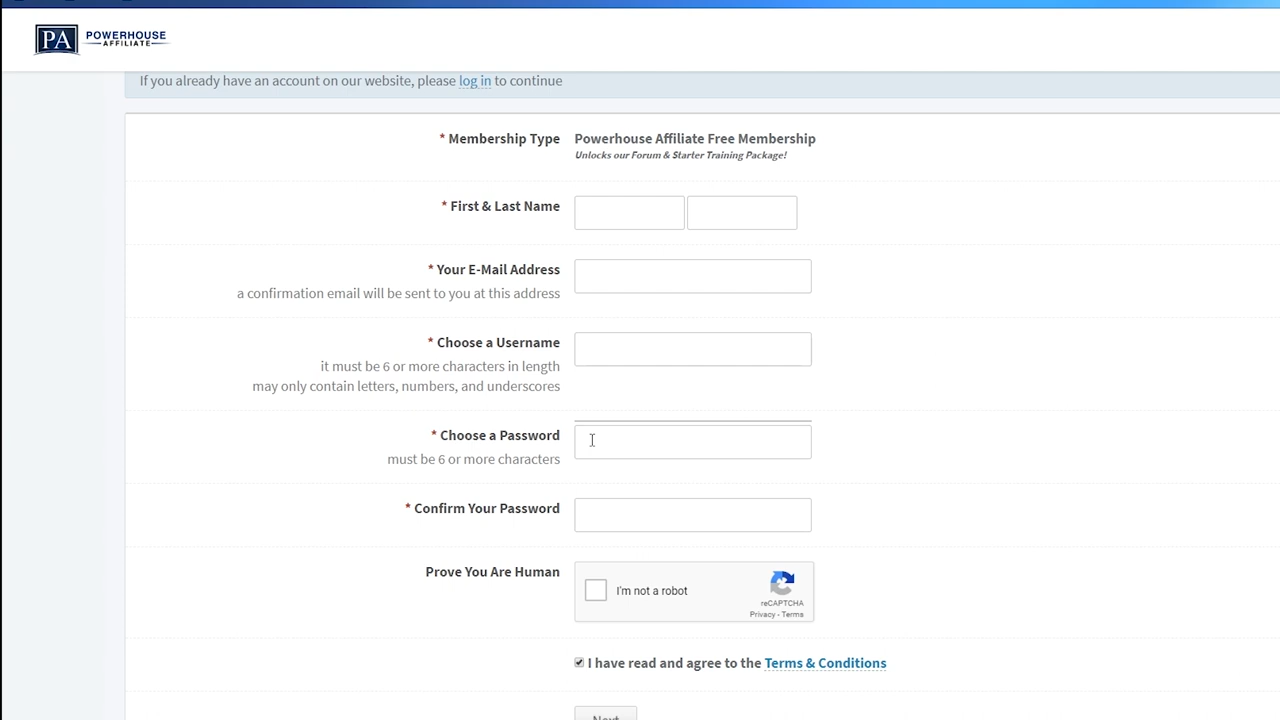 PA POWERHOUSE
AFFILIATE
If you already have an account on our website, please log in to continue
* Membership Type
Powerhouse Affiliate Free Membership
Unlocks our Forum & Starter Training Package!
* First & Last Name
* Your E-Mail Address
a confirmation email will be sent to you at this address
* Choose a Username
it must be 6 or more characters in length
may only contain letters, numbers, and underscores
* Choose a Password
must be 6 or more characters
* Confirm Your Password
Prove You Are Human
I'm not a robot
reCAPTCHA
Privacy - Terms
I have read and agree to the Terms & Conditions
Next